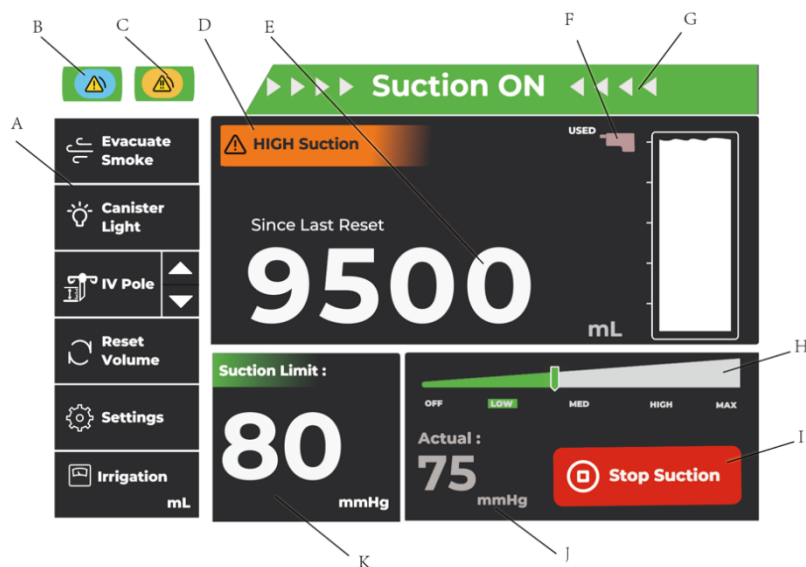 B
C
D
E
F
G
Suction ON
A
Evacuate
Smoke
HIGH Suction
USED
Canister
Light
Since Last Reset
9500
mL
IV Pole
Reset
Volume
Suction Limit :
80
mmHg
H
OFF
LOW
MED
HIGH
MAX
Settings
Actual :
75
mmHg
Stop Suction
I
Irrigation
mL
K
J